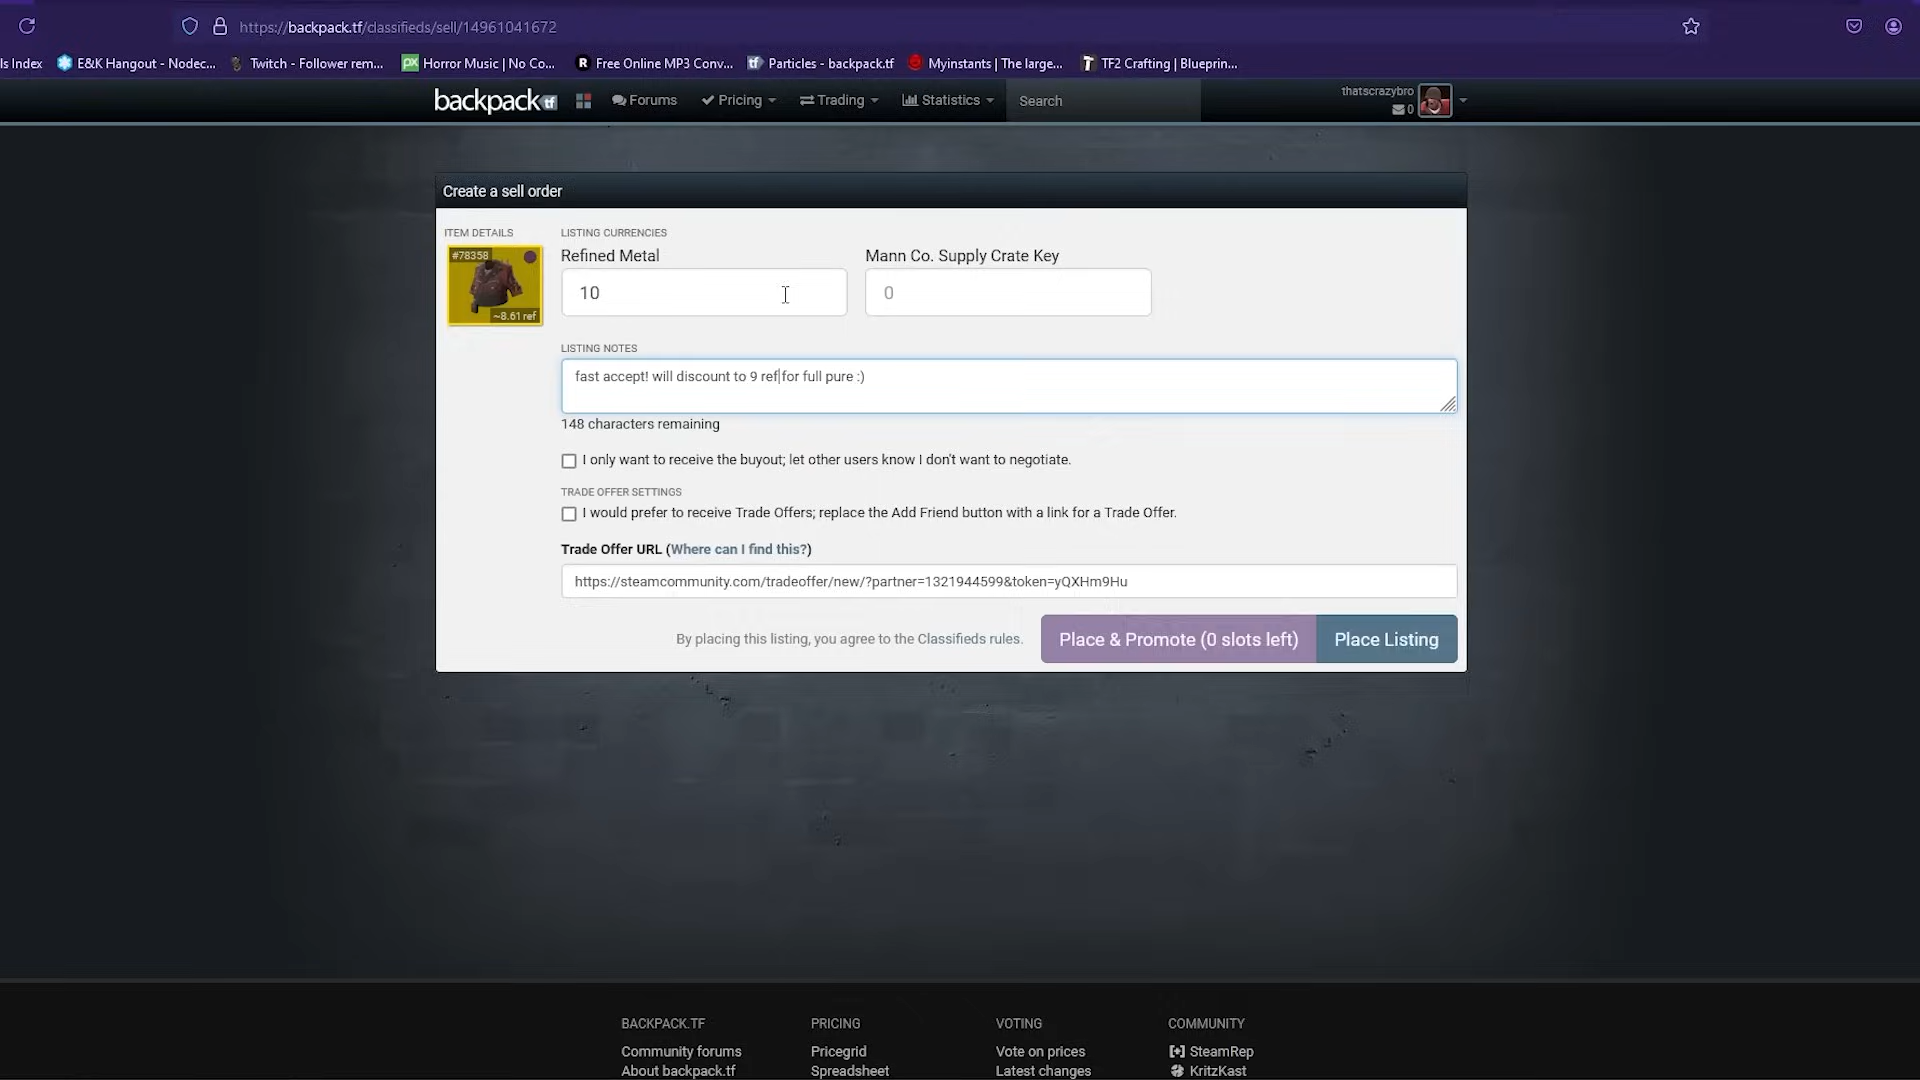 https://backpack.tf/classifieds/sell/14961041672
ls Index E&K Hangout - Nodec... Twitch - Follower rem... px Horror Music | No Co... R Free Online MP3 Conv... tf Particles - backpack.tf Myinstants | The large... T TF2 Crafting | Blueprin...
backpack tf Forums Pricing Trading Statistics Search thatscrazybro
0
Create a sell order
ITEM DETAILS LISTING CURRENCIES
#78358 Refined Metal Mann Co. Supply Crate Key
10 0
~8.61 ref
LISTING NOTES
fast accept! will discount to 9 ref for full pure :)
148 characters remaining
I only want to receive the buyout; let other users know I don't want to negotiate.
TRADE OFFER SETTINGS
I would prefer to receive Trade Offers; replace the Add Friend button with a link for a Trade Offer.
Trade Offer URL (Where can I find this?)
https://steamcommunity.com/tradeoffer/new/?partner=1321944599&token=yQXHm9Hu
By placing this listing, you agree to the Classifieds rules. Place & Promote (0 slots left) Place Listing
BACKPACK.TF PRICING VOTING COMMUNITY
Community forums Pricegrid Vote on prices [+] SteamRep
About backpack.tf Spreadsheet Latest changes KritzKast